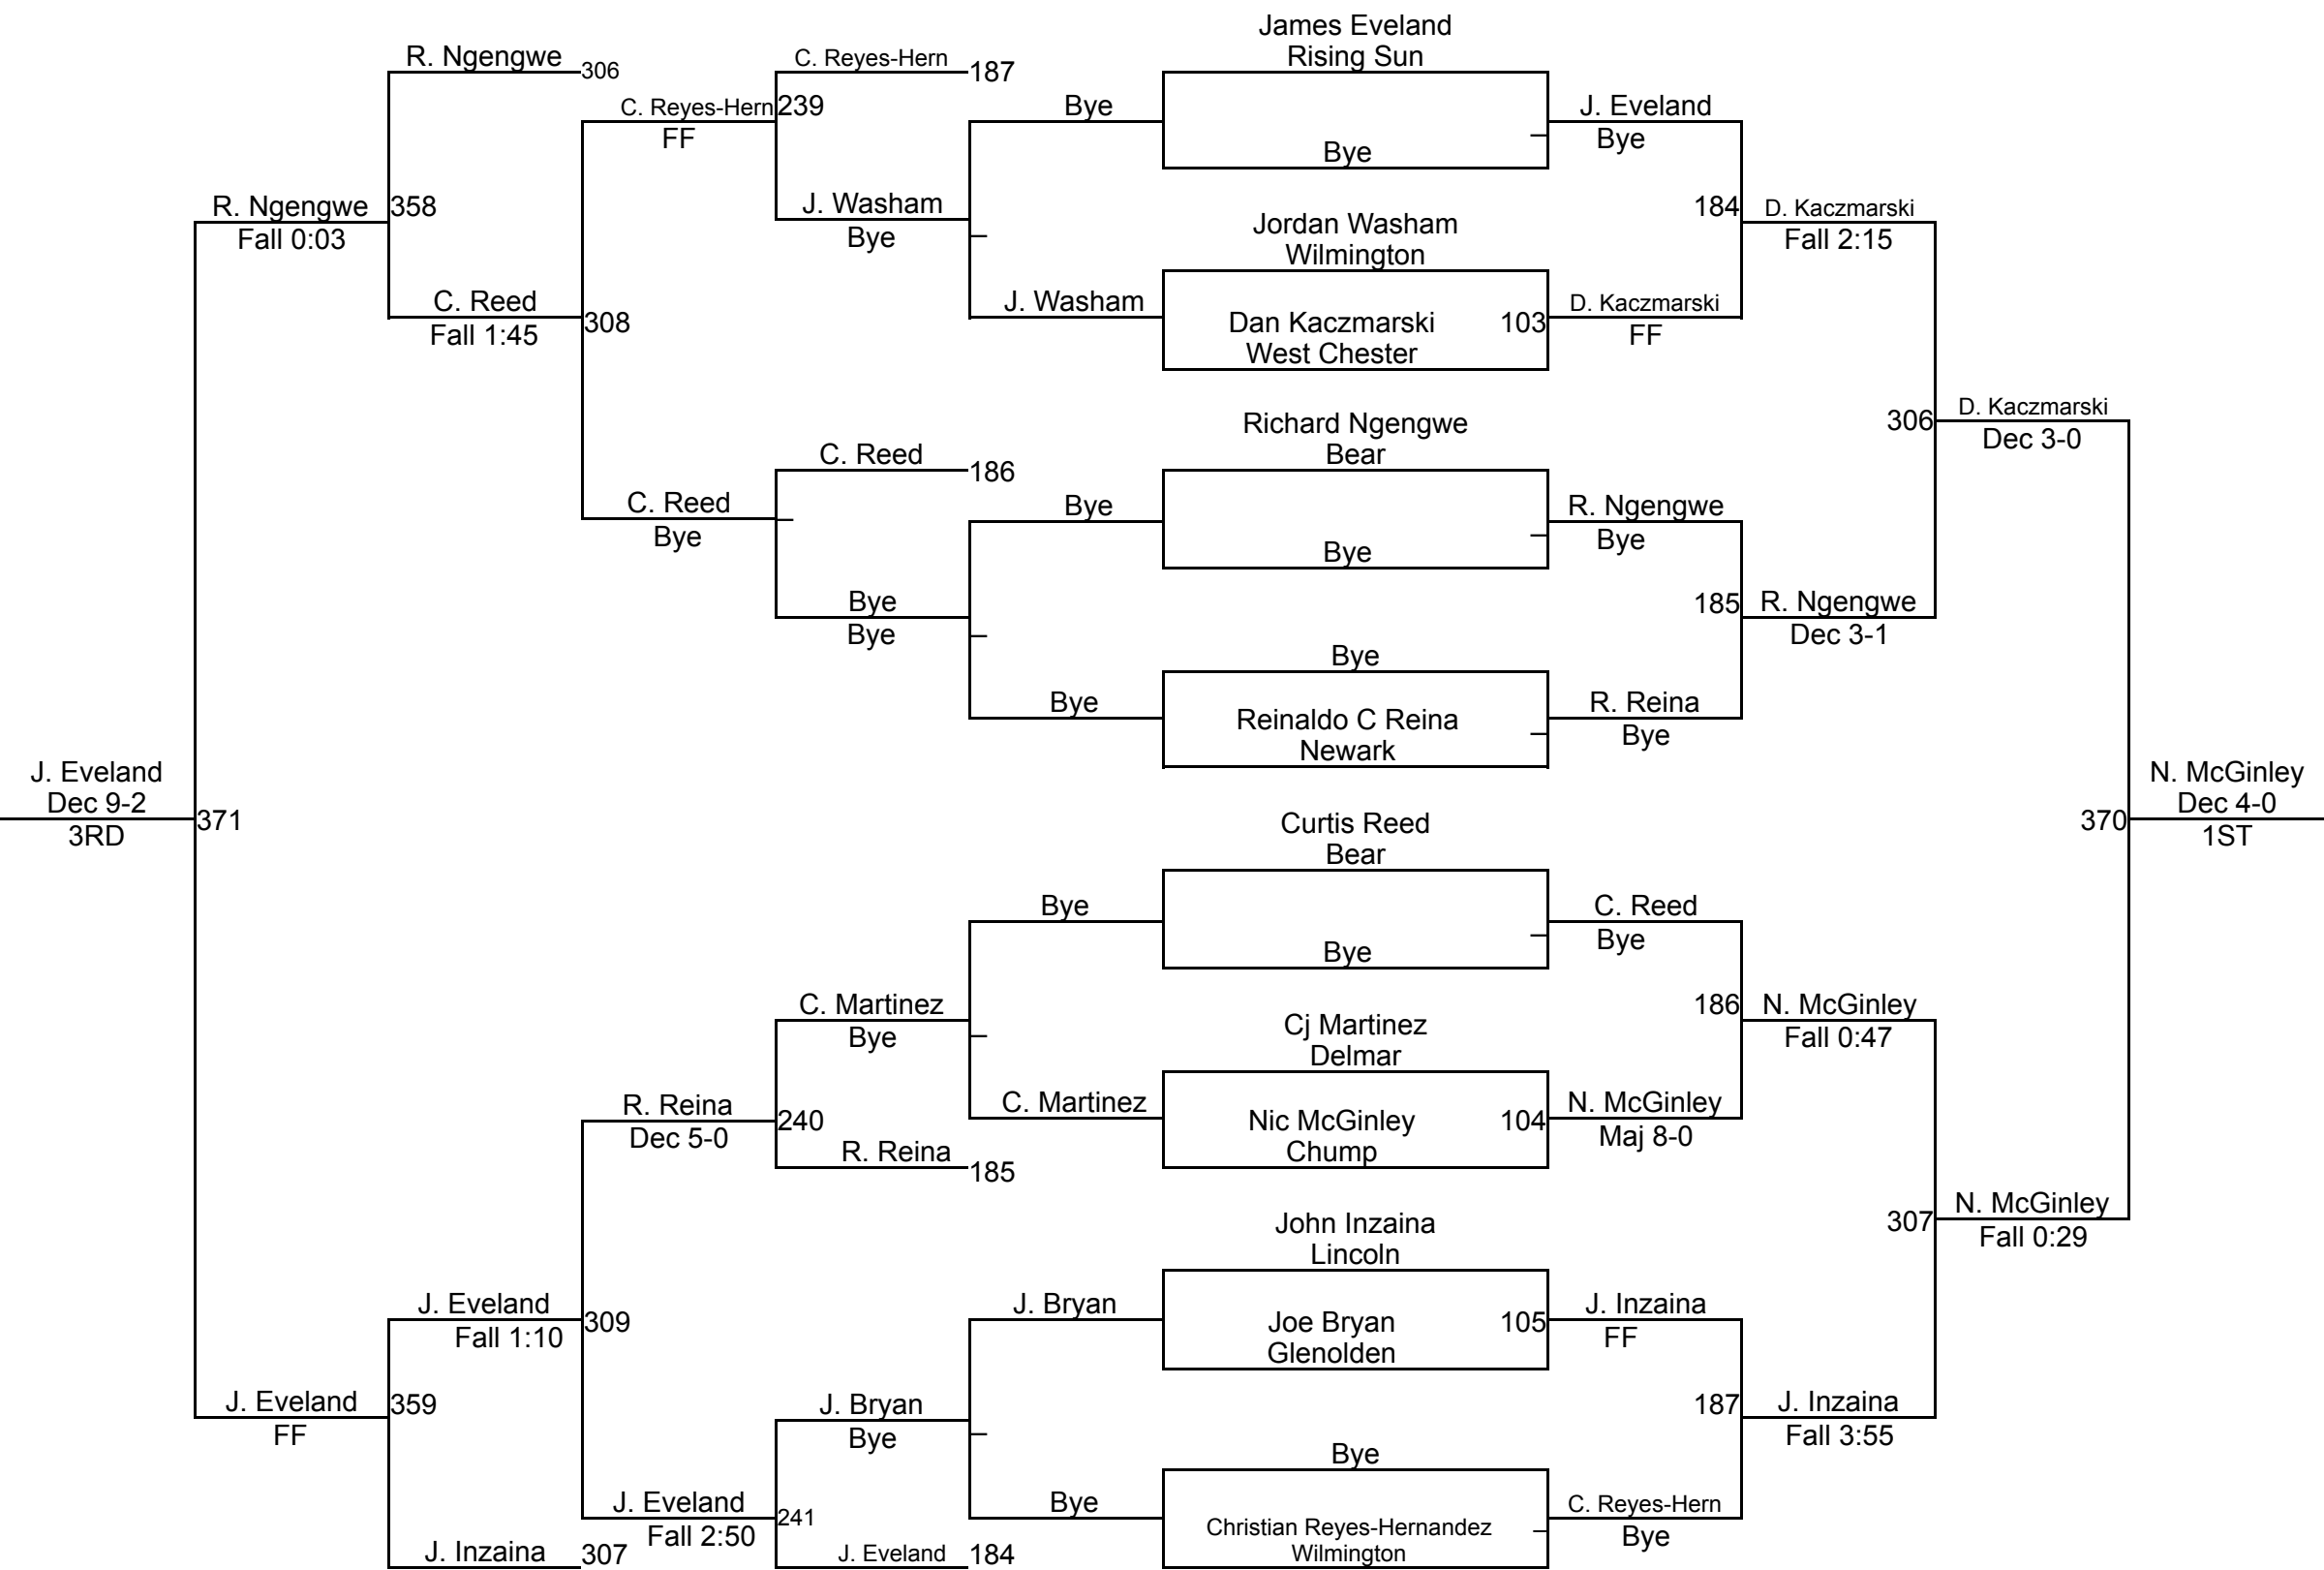 James Eveland
Rising Sun
R. Ngengwe
306
C. Reyes-Hern
187
C. Reyes-Hern
239
FF
Bye
J. Eveland
Bye
Bye
R. Ngengwe
358
Fall 0:03
J. Washam
Bye
Jordan Washam
Wilmington
184
D. Kaczmarski
Fall 2:15
C. Reed
Fall 1:45
308
J. Washam
Dan Kaczmarski
West Chester
103
D. Kaczmarski
FF
Richard Ngengwe
Bear
306
D. Kaczmarski
Dec 3-0
C. Reed
186
C. Reed
Bye
Bye
Bye
R. Ngengwe
Bye
Bye
Bye
185
R. Ngengwe
Dec 3-1
Bye
Bye
Reinaldo C Reina
Newark
R. Reina
Bye
J. Eveland
Dec 9-2
3RD
371
370
N. McGinley
Dec 4-0
1ST
Curtis Reed
Bear
Bye
Bye
C. Reed
Bye
C. Martinez
Bye
Cj Martinez
Delmar
186
N. McGinley
Fall 0:47
R. Reina
Dec 5-0
240
C. Martinez
Nic McGinley
Chump
104
N. McGinley
Maj 8-0
R. Reina
185
John Inzaina
Lincoln
307
N. McGinley
Fall 0:29
J. Eveland
Fall 1:10
309
J. Bryan
Joe Bryan
Glenolden
105
J. Inzaina
FF
J. Eveland
FF
359
J. Bryan
Bye
187
J. Inzaina
Fall 3:55
Bye
J. Eveland
Fall 2:50
241
Bye
Christian Reyes-Hernandez
Wilmington
C. Reyes-Hern
Bye
J. Inzaina
307
J. Eveland
184